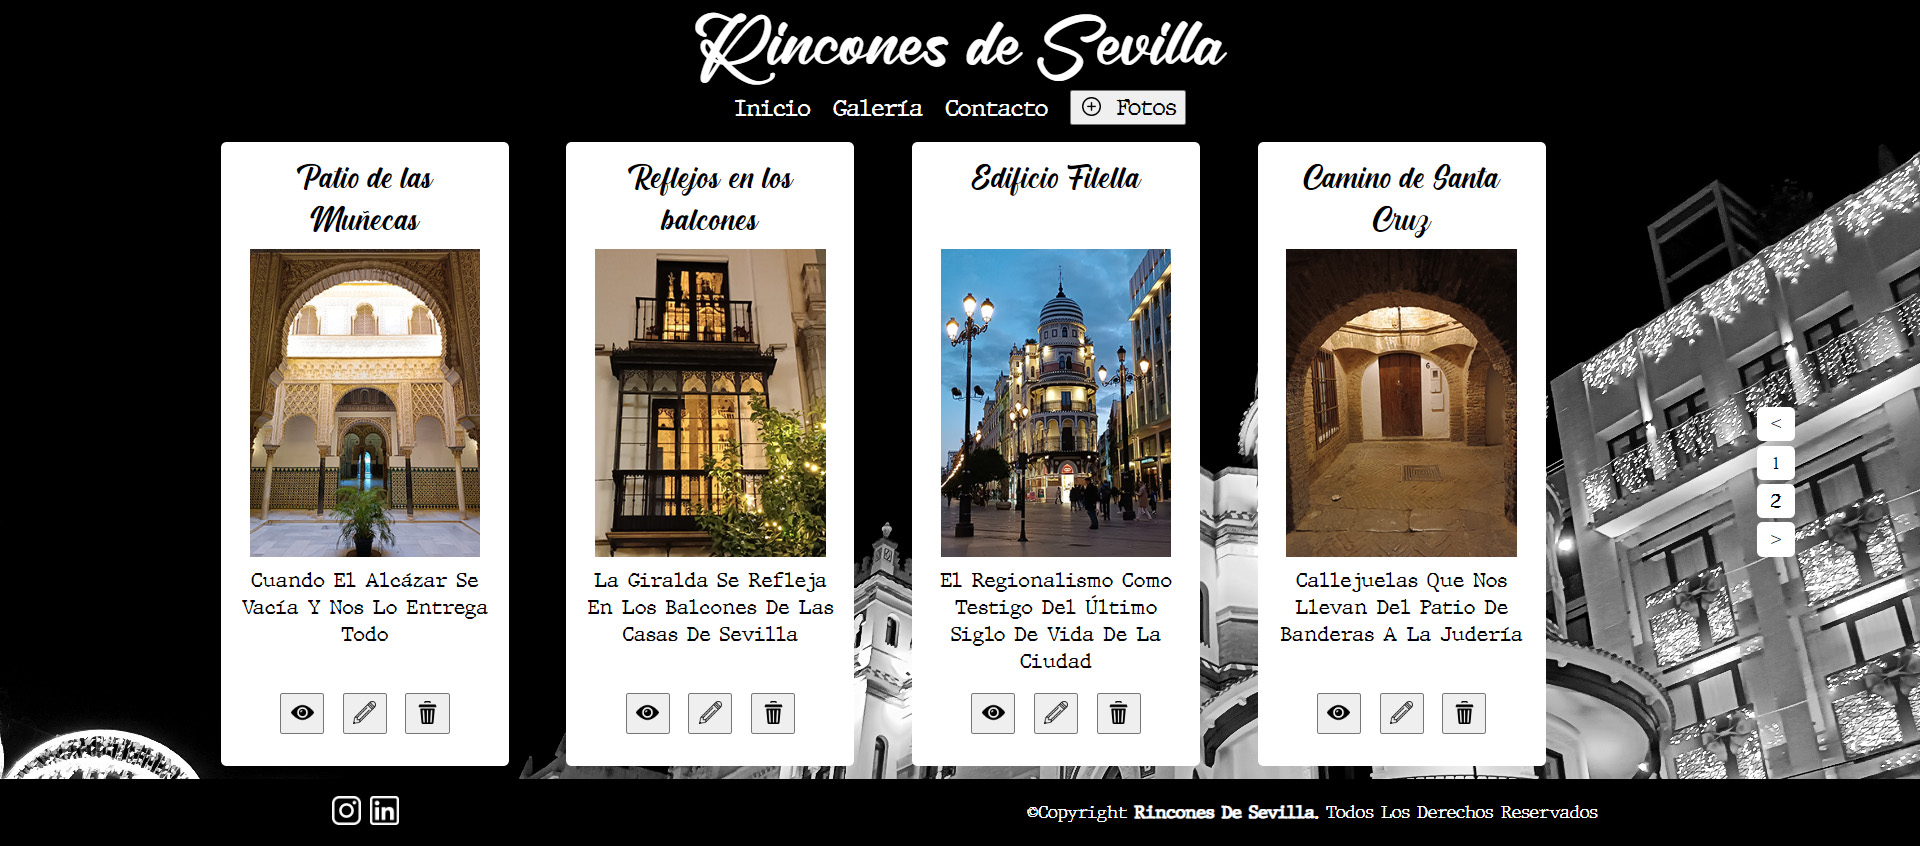 Rincones de Sevilla
Inicio Galería Contacto Fotos
Patio de las
Muñecas
Cuando El Alcázar Se
Vacía Y Nos Lo Entrega
Todo
Reflejos en los
balcones
La Giralda Se Refleja
En Los Balcones De Las
Casas De Sevilla
Edificio Filella
El Regionalismo Como
Testigo Del Último
Siglo De Vida De La
Ciudad
Camino de Santa
Cruz
6
Callejuelas Que Nos
Llevan Del Patio De
Banderas A La Judería
<
1
2
>
in
©Copyright Rincones De Sevilla. Todos Los Derechos Reservados